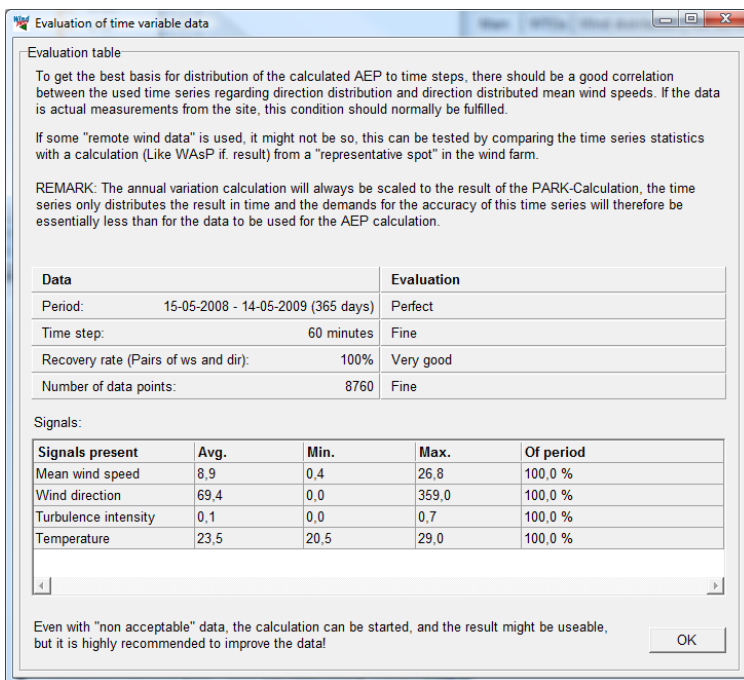 Evaluation of time variable data
Evaluation table
To get the best basis for distribution of the calculated AEP to time steps, there should be a good correlation
between the used time series regarding direction distribution and direction distributed mean wind speeds. If the data
is actual measurements from the site, this condition should normally be fulfilled.
If some "remote wind data" is used, it might not be so, this can be tested by comparing the time series statistics
with a calculation (Like WAsP if. result) from a "representative spot" in the wind farm.
REMARK: The annual variation calculation will always be scaled to the result of the PARK-Calculation, the time
series only distributes the result in time and the demands for the accuracy of this time series will therefore be
essentially less than for the data to be used for the AEP calculation.
Data Evaluation
Period: 15-05-2008 - 14-05-2009 (365 days) Perfect
Time step: 60 minutes Fine
Recovery rate (Pairs of ws and dir): 100% Very good
Number of data points: 8760 Fine
Signals:
Signals present Avg. Min. Max. Of period
Mean wind speed 8,9 0,4 26,8 100,0 %
Wind direction 69,4 0,0 359,0 100,0 %
Turbulence intensity 0,1 0,0 0,7 100,0 %
Temperature 23,5 20,5 29,0 100,0 %
Even with "non acceptable" data, the calculation can be started, and the result might be useable,
but it is highly recommended to improve the data!
OK